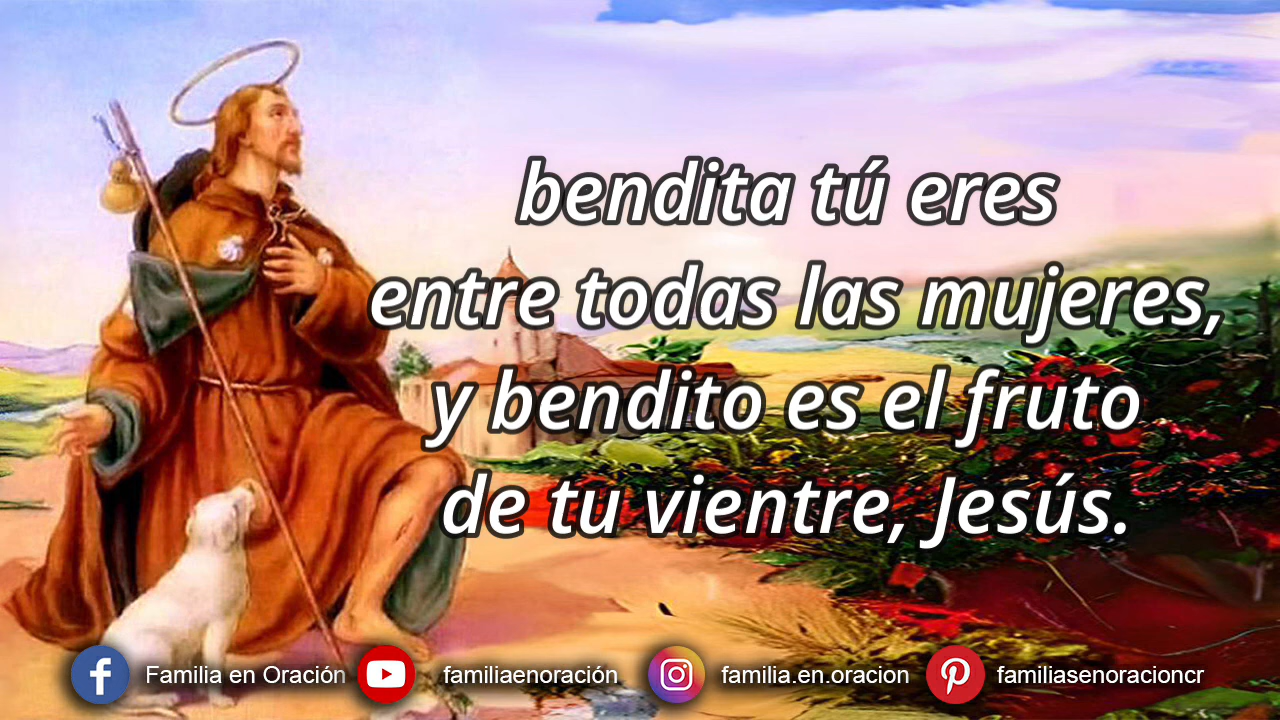 bendita tú eres
entre todas las mujeres,
y bendito es el fruto
de tu vientre, Jesús.
Familia en Oración
familiaenoración
familia.en.oracion
familiasenoracioncr